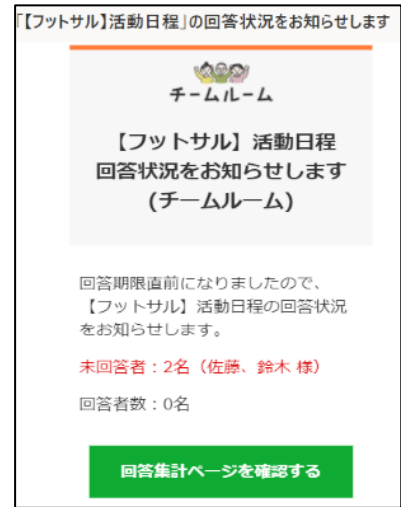 「【フットサル】活動日程」の回答状況をお知らせします
チームルーム
【フットサル】活動日程
回答状況をお知らせします
(チームルーム)
回答期限直前になりましたので、
【フットサル】活動日程の回答状況
をお知らせします。
未回答者：2名（佐藤、鈴木 様）
回答者数：0名
回答集計ページを確認する